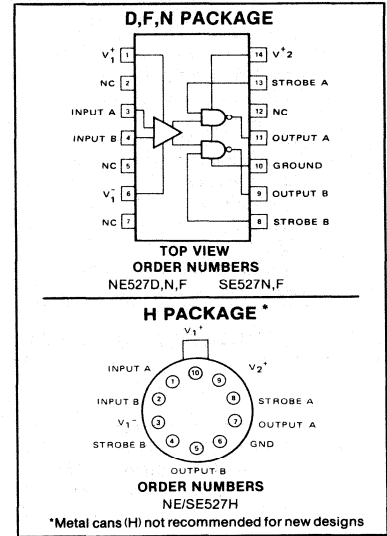 D,F,N PACKAGE
V1+ 1
14 V+2
NC 2
13 STROBE A
INPUT A 3
12 NC
INPUT B 4
11 OUTPUT A
NC 5
10 GROUND
V1- 6
9 OUTPUT B
NC 7
8 STROBE B
TOP VIEW
ORDER NUMBERS
NE527D,N,F SE527N,F
H PACKAGE*
V1+
INPUT A 1 10 9 V2+
INPUT B 2 8 STROBE A
V1- 3 7 OUTPUT A
STROBE B 4 5 6 GND
OUTPUT B
ORDER NUMBERS
NE/SE527H
*Metal cans (H) not recommended for new designs